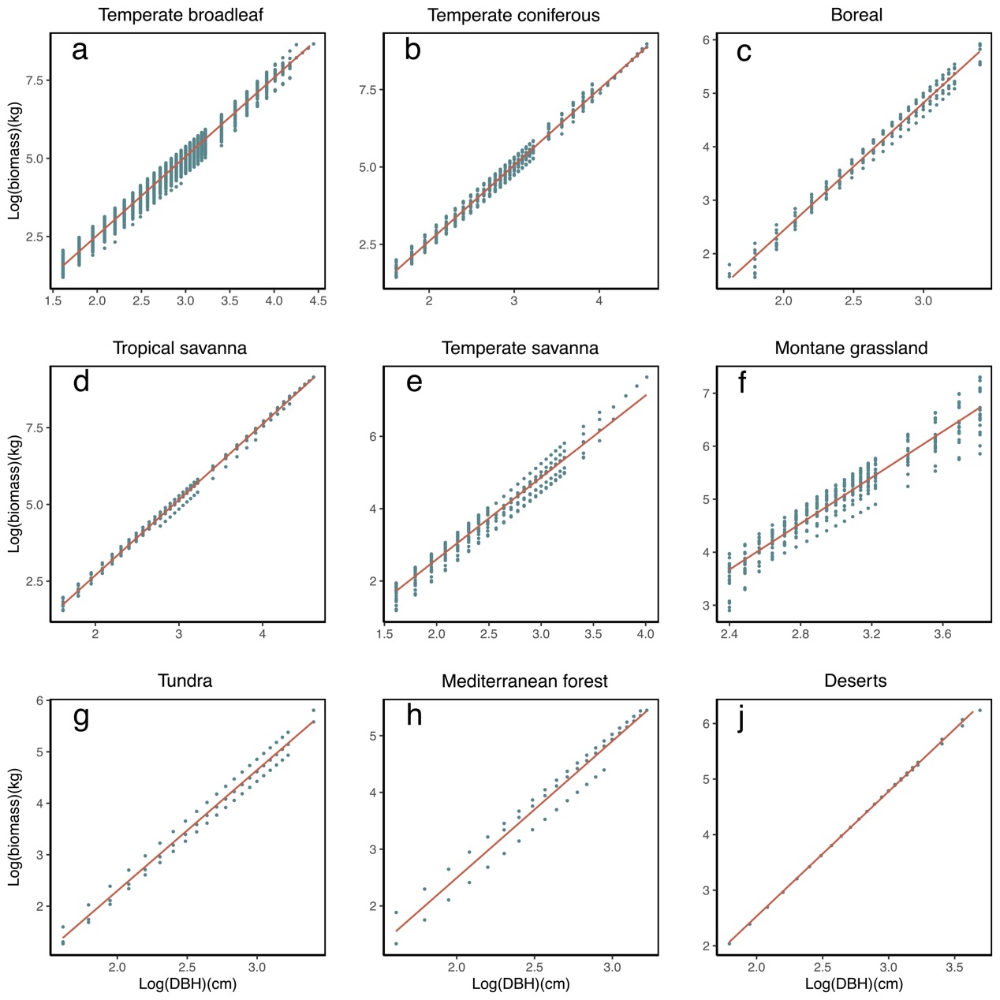 Temperate broadleaf
Temperate coniferous
Boreal
a
b
c
Log(biomass)(kg)
7.5
5.0
2.5
1.5 2.0 2.5 3.0 3.5 4.0 4.5
7.5
5.0
2.5
2 3 4
6
5
4
3
2
2.0 2.5 3.0
Tropical savanna
Temperate savanna
Montane grassland
d
e
f
Log(biomass)(kg)
7.5
5.0
2.5
2 3 4
6
4
2
1.5 2.0 2.5 3.0 3.5 4.0
7
6
5
4
3
2.4 2.8 3.2 3.6
Tundra
Mediterranean forest
Deserts
g
h
j
Log(biomass)(kg)
6
5
4
3
2
2.0 2.5 3.0
Log(DBH)(cm)
5
4
3
2
2.0 2.5 3.0
Log(DBH)(cm)
6
5
4
3
2
2.0 2.5 3.0 3.5
Log(DBH)(cm)